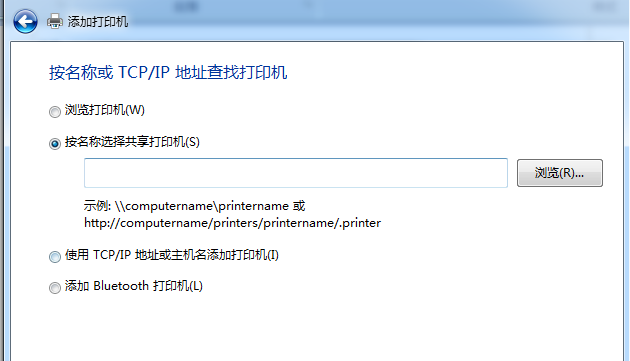 添加打印机
按名称或 TCP/IP 地址查找打印机
浏览打印机(W)
按名称选择共享打印机(S)
浏览(R)...
示例: \\computername\printername 或
http://computername/printers/printername/.printer
使用 TCP/IP 地址或主机名添加打印机(I)
添加 Bluetooth 打印机(L)